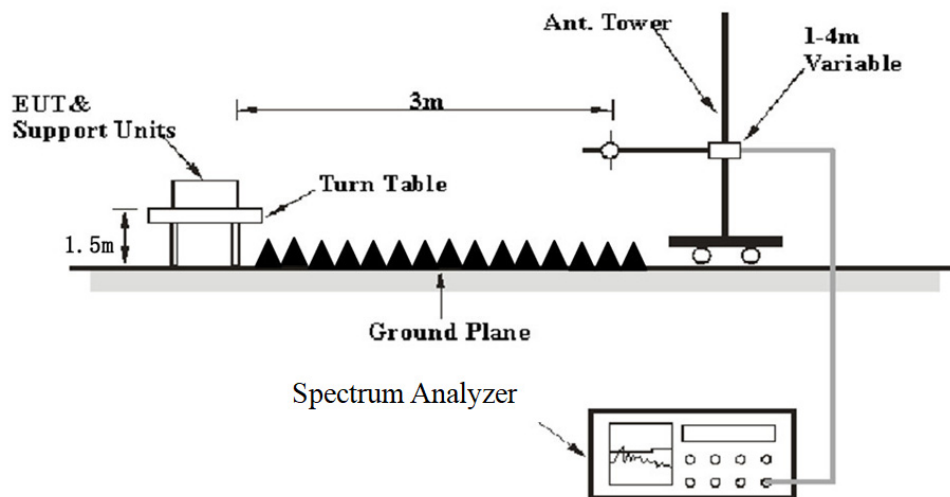 Ant. Tower
1-4m
Variable
3m
EUT&
Support Units
Turn Table
1.5m
Ground Plane
Spectrum Analyzer